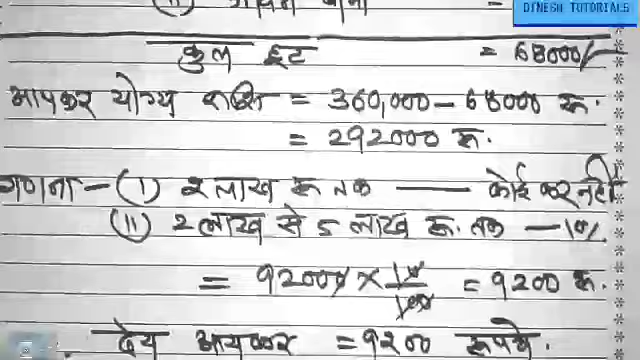 DINESH TUTORIALS
कुल छूट = 68000/-
आयकर योग्य राशि = 360,000 - 68000 रू.
= 292000 रू.
गणना - (I) 2 लाख रू तक —— कोई कर नहीं
(II) 2 लाख से 5 लाख रू. तक — 10%
= 92000 x 10/100 = 9200 रू.
देय आयकर = 9200 रूपये.